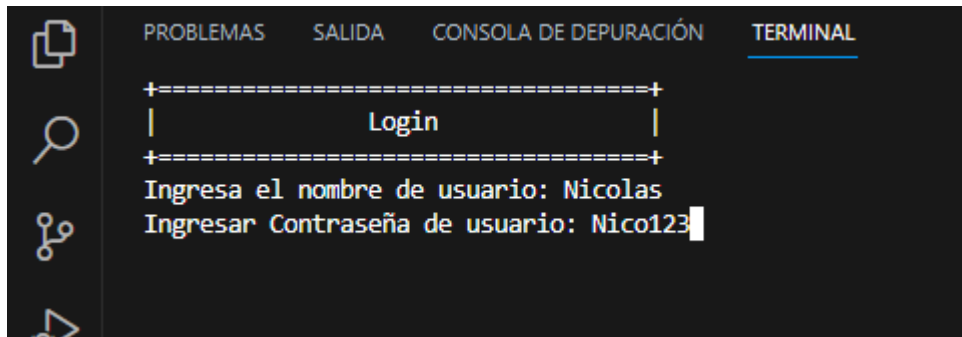 PROBLEMAS SALIDA CONSOLA DE DEPURACIÓN TERMINAL
+===================================+
| Login |
+===================================+
Ingresa el nombre de usuario: Nicolas
Ingresar Contraseña de usuario: Nico123